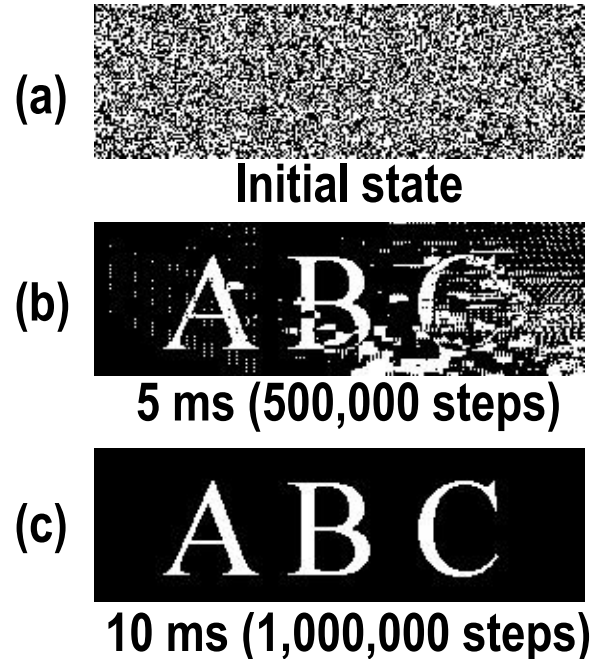 (a)
Initial state
(b)
A B C
5 ms (500,000 steps)
(c)
A B C
10 ms (1,000,000 steps)